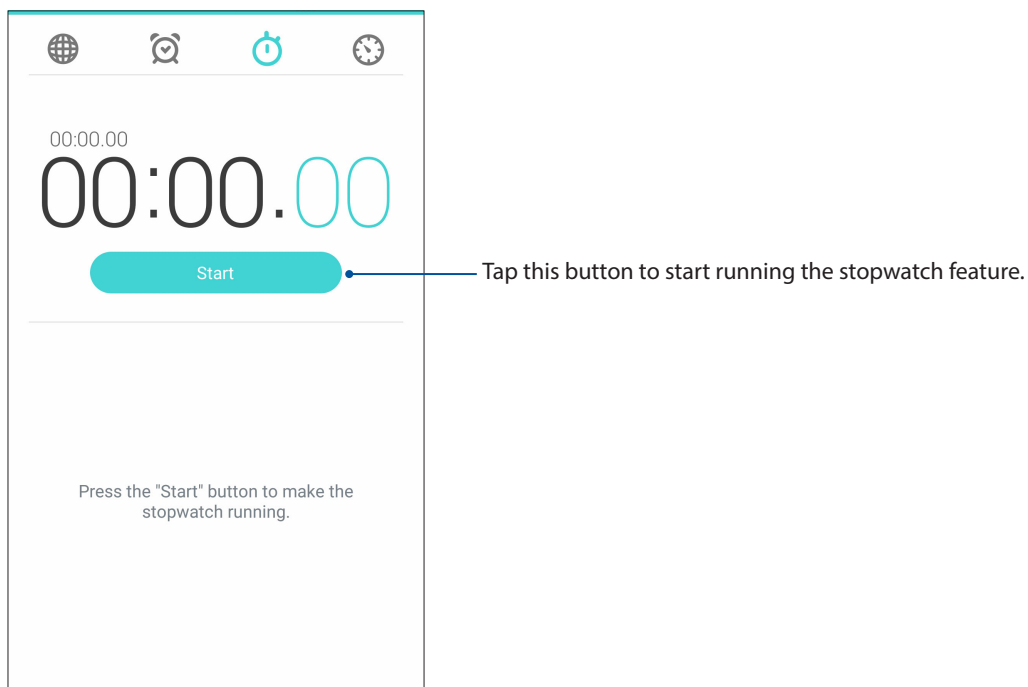 00:00.00
00:00.00
Start
Tap this button to start running the stopwatch feature.
Press the "Start" button to make the
stopwatch running.